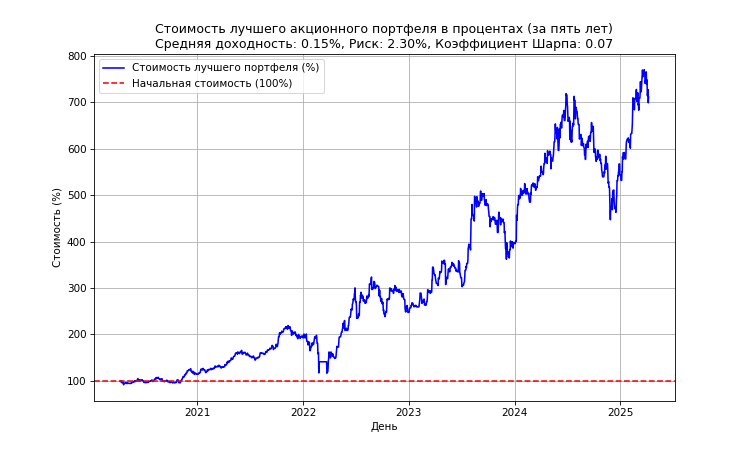 Стоимость лучшего акционного портфеля в процентах (за пять лет)
Средняя доходность: 0.15%, Риск: 2.30%, Коэффициент Шарпа: 0.07
Стоимость лучшего портфеля (%)
Начальная стоимость (100%)
Стоимость (%)
800
700
600
500
400
300
200
100
2021
2022
2023
2024
2025
День